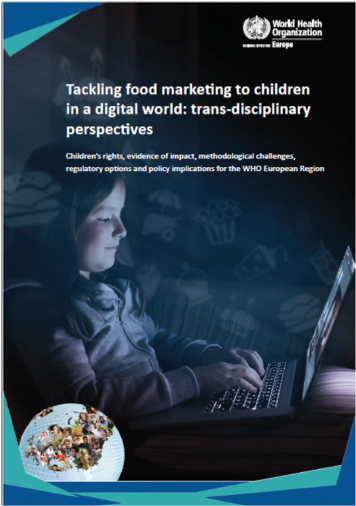 World Health
Organization
REGIONAL OFFICE FOR Europe
Tackling food marketing to children
in a digital world: trans-disciplinary
perspectives
Children's rights, evidence of impact, methodological challenges,
regulatory options and policy implications for the WHO European Region